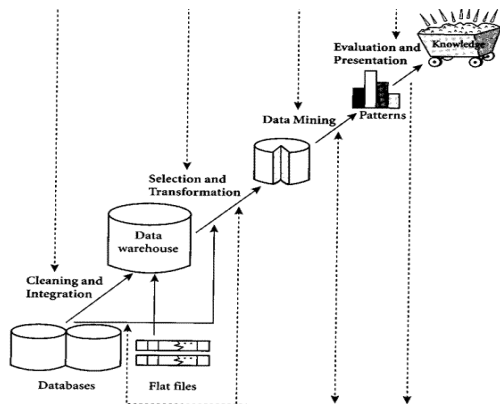 Evaluation and
Presentation
Knowledge
Data Mining
Patterns
Selection and
Transformation
Data
warehouse
Cleaning and
Integration
Databases
Flat files